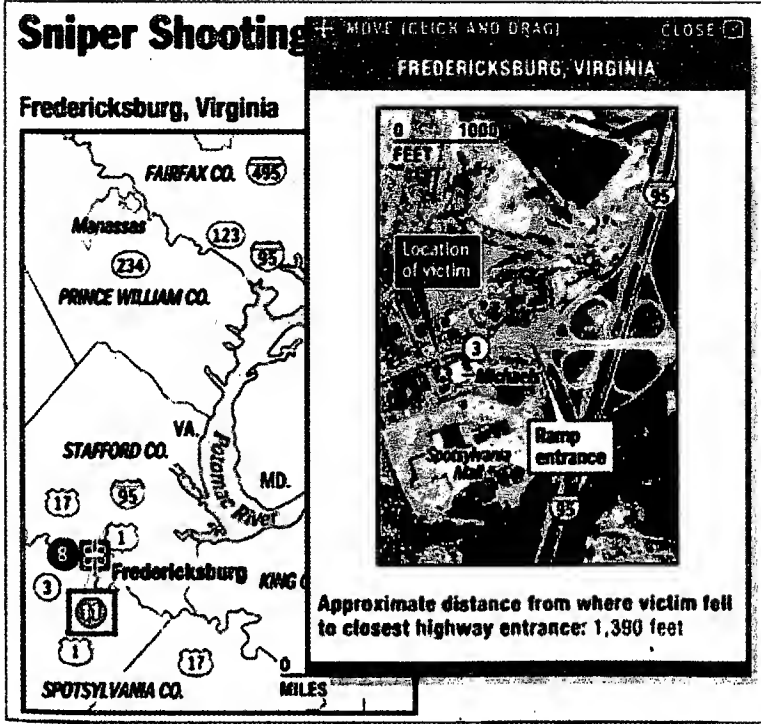 Sniper Shooting
MOVE (CLICK AND DRAG)
CLOSE
FREDERICKSBURG, VIRGINIA
Fredericksburg, Virginia
FAIRFAX CO.
495
Manassas
123
95
234
PRINCE WILLIAM CO.
VA.
Potomac River
STAFFORD CO.
MD.
17
95
1
8
Fredericksburg
KING
3
1
17
0
MILES
SPOTSYLVANIA CO.
0 1000
FEET
95
Location
of victim
3
Michaels
Ramp
entrance
Spotsylvania
Mall
95
Approximate distance from where victim fell
to closest highway entrance: 1,390 feet